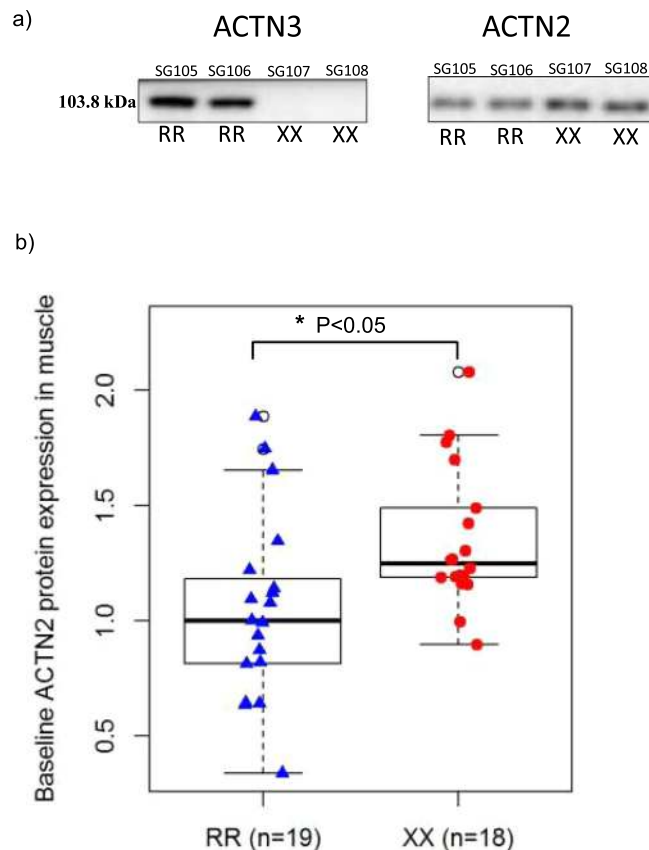 a)
ACTN3 ACTN2
SG105 SG106 SG107 SG108 SG105 SG106 SG107 SG108
103.8 kDa
RR RR XX XX RR RR XX XX
b)
* P<0.05
Baseline ACTN2 protein expression in muscle
2.0
1.5
1.0
0.5
RR (n=19) XX (n=18)